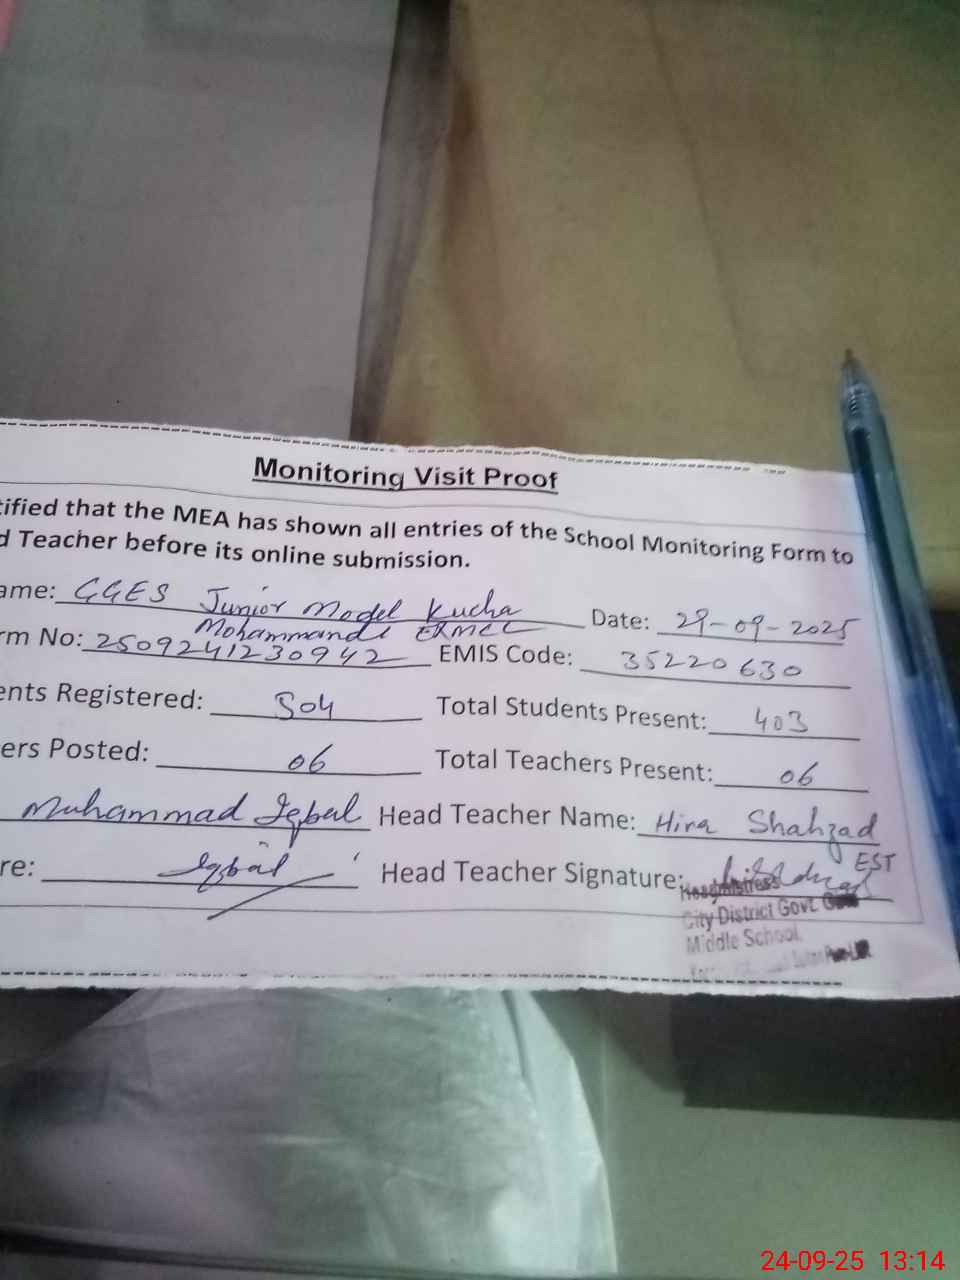 Monitoring Visit Proof
tified that the MEA has shown all entries of the School Monitoring Form to
d Teacher before its online submission.
ame: GGES Junior Model Kucha Date: 29-09-2025
Mohammandi
rm No: 2509241230942 EMIS Code: 35220630
ents Registered: 504 Total Students Present: 403
ers Posted: 06 Total Teachers Present: 06
Muhammad Iqbal Head Teacher Name: Hira Shahzad
EST
re: Iqbal Head Teacher Signature:
Headmistress
City District Govt
Middle School
24-09-25 13:14